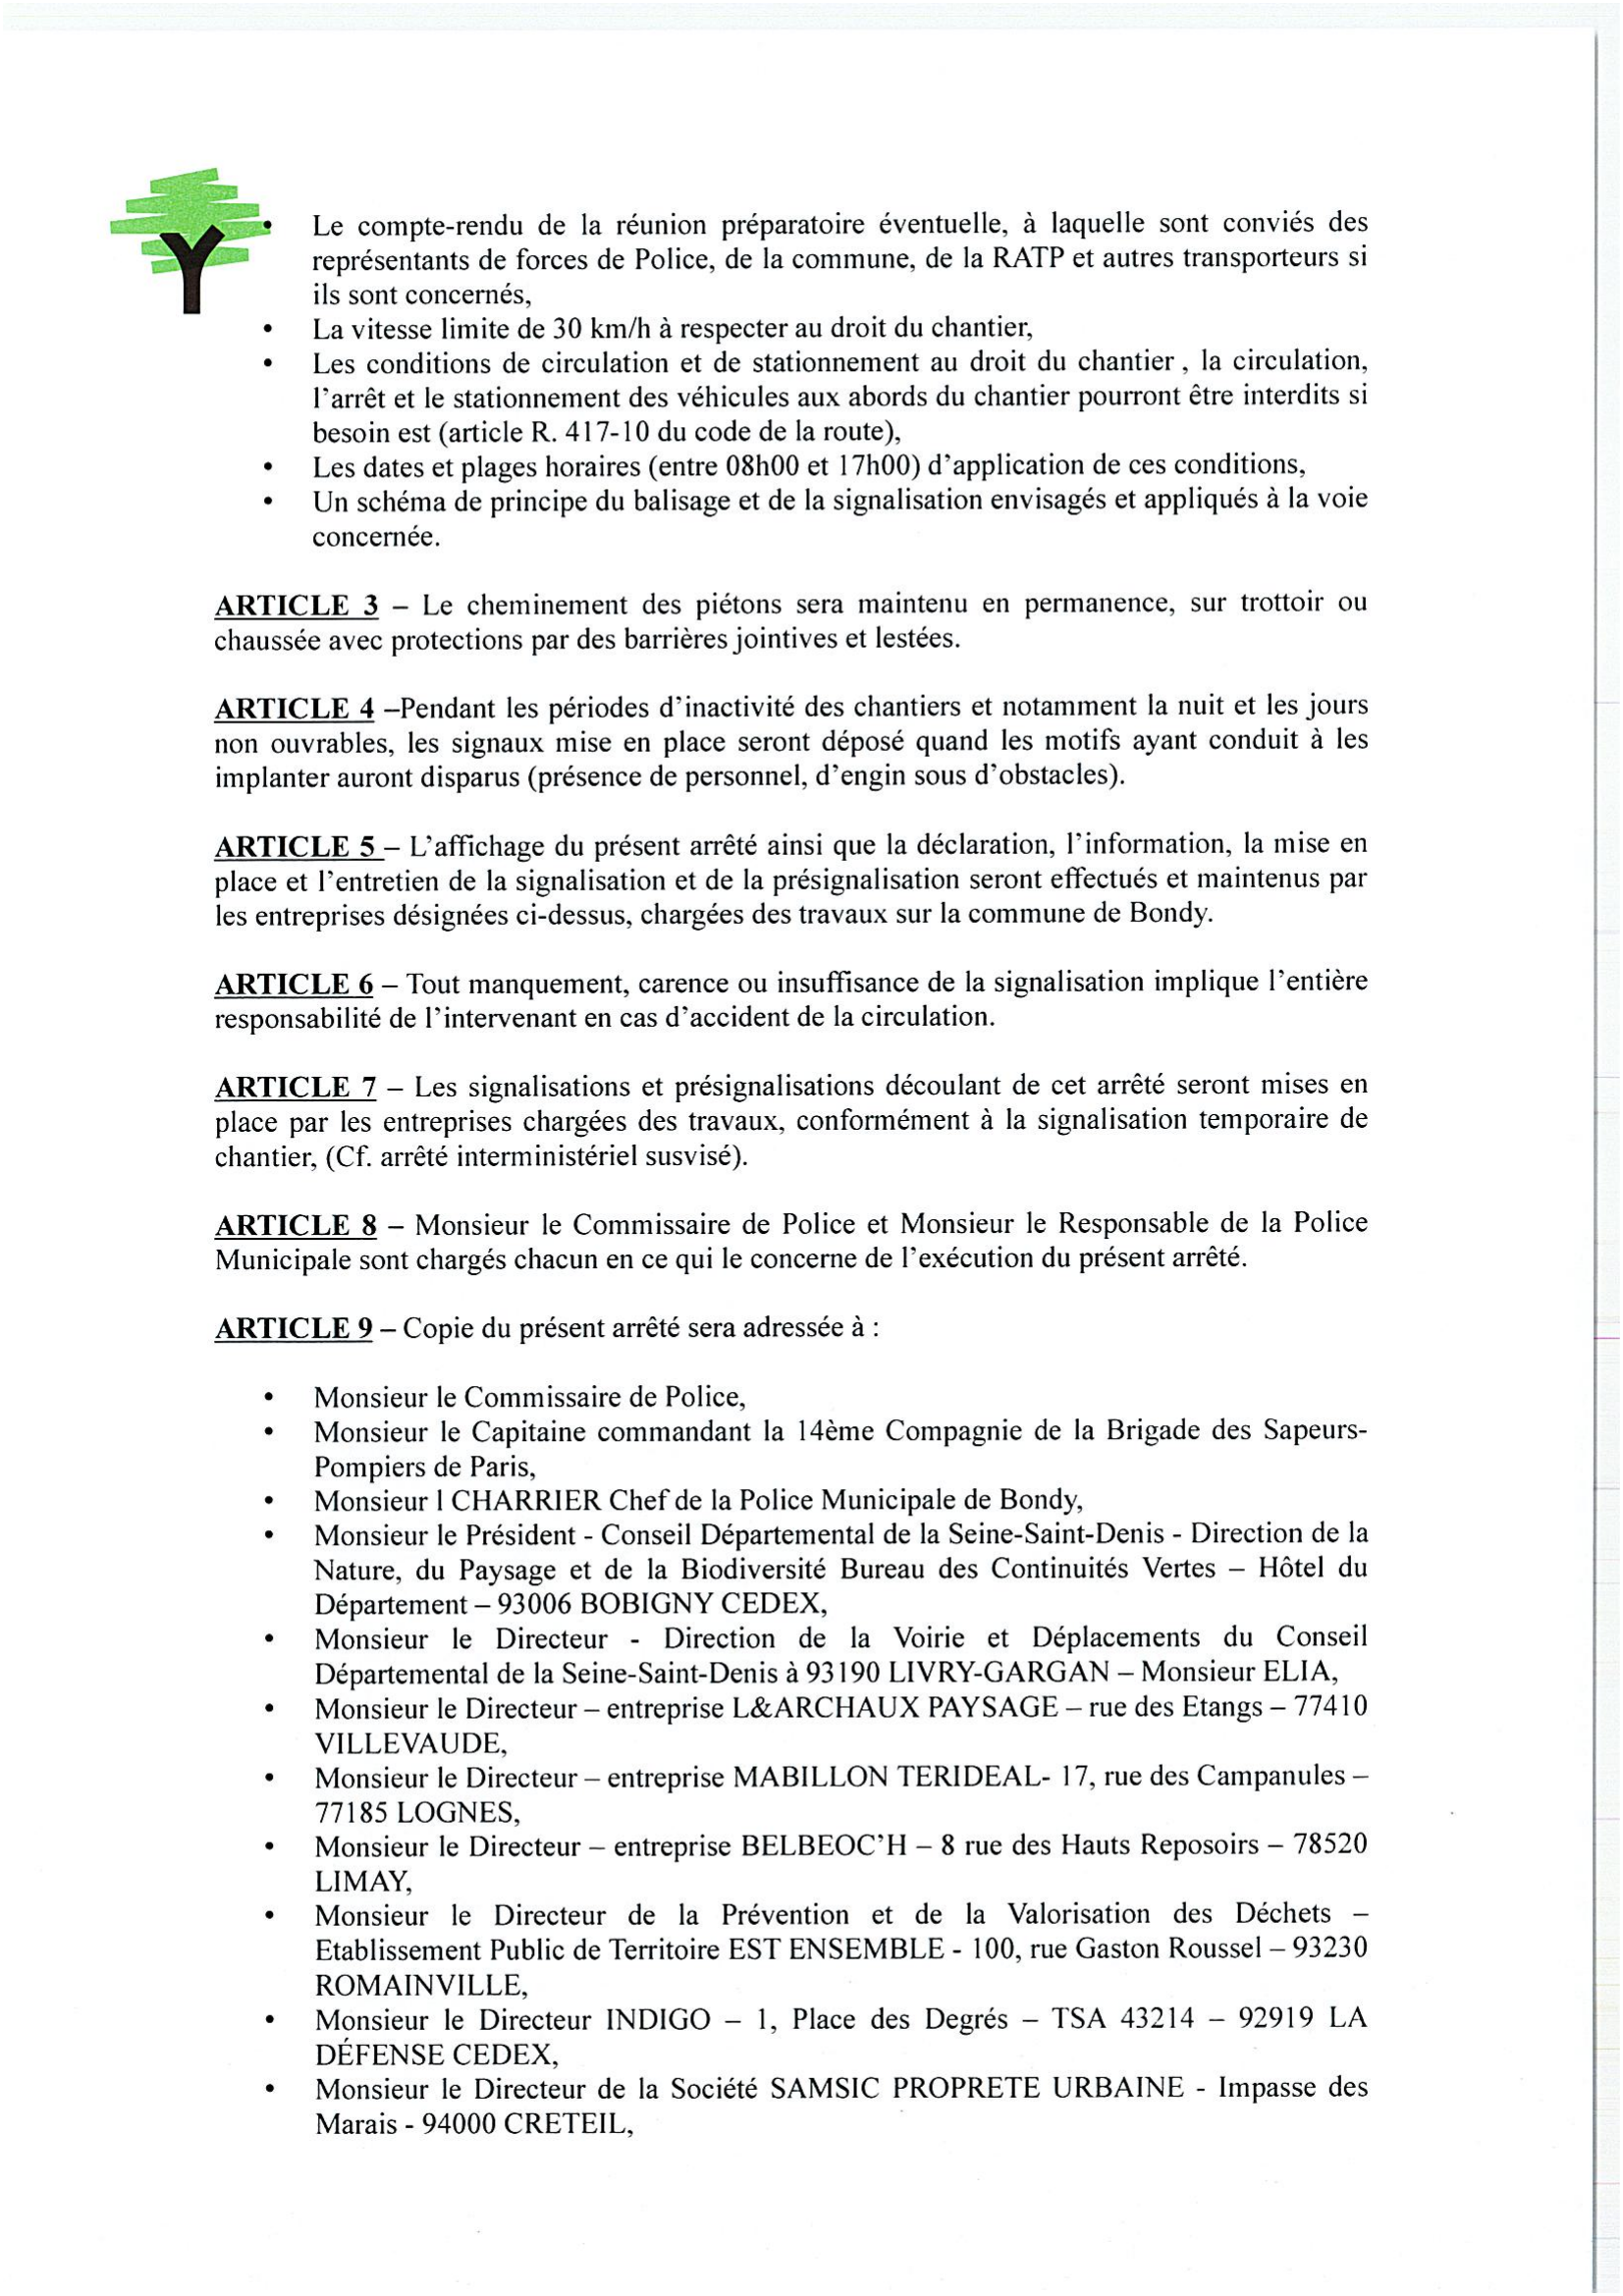 • Le compte-rendu de la réunion préparatoire éventuelle, à laquelle sont conviés des
représentants de forces de Police, de la commune, de la RATP et autres transporteurs si
ils sont concernés,
• La vitesse limite de 30 km/h à respecter au droit du chantier,
• Les conditions de circulation et de stationnement au droit du chantier , la circulation,
l'arrêt et le stationnement des véhicules aux abords du chantier pourront être interdits si
besoin est (article R. 417-10 du code de la route),
• Les dates et plages horaires (entre 08h00 et 17h00) d'application de ces conditions,
• Un schéma de principe du balisage et de la signalisation envisagés et appliqués à la voie
concernée.
ARTICLE 3 – Le cheminement des piétons sera maintenu en permanence, sur trottoir ou
chaussée avec protections par des barrières jointives et lestées.
ARTICLE 4 –Pendant les périodes d'inactivité des chantiers et notamment la nuit et les jours
non ouvrables, les signaux mise en place seront déposé quand les motifs ayant conduit à les
implanter auront disparus (présence de personnel, d'engin sous d'obstacles).
ARTICLE 5 – L'affichage du présent arrêté ainsi que la déclaration, l'information, la mise en
place et l'entretien de la signalisation et de la présignalisation seront effectués et maintenus par
les entreprises désignées ci-dessus, chargées des travaux sur la commune de Bondy.
ARTICLE 6 – Tout manquement, carence ou insuffisance de la signalisation implique l'entière
responsabilité de l'intervenant en cas d'accident de la circulation.
ARTICLE 7 – Les signalisations et présignalisations découlant de cet arrêté seront mises en
place par les entreprises chargées des travaux, conformément à la signalisation temporaire de
chantier, (Cf. arrêté interministériel susvisé).
ARTICLE 8 – Monsieur le Commissaire de Police et Monsieur le Responsable de la Police
Municipale sont chargés chacun en ce qui le concerne de l'exécution du présent arrêté.
ARTICLE 9 – Copie du présent arrêté sera adressée à :
• Monsieur le Commissaire de Police,
• Monsieur le Capitaine commandant la 14ème Compagnie de la Brigade des Sapeurs-
Pompiers de Paris,
• Monsieur l CHARRIER Chef de la Police Municipale de Bondy,
• Monsieur le Président - Conseil Départemental de la Seine-Saint-Denis - Direction de la
Nature, du Paysage et de la Biodiversité Bureau des Continuités Vertes – Hôtel du
Département – 93006 BOBIGNY CEDEX,
• Monsieur le Directeur - Direction de la Voirie et Déplacements du Conseil
Départemental de la Seine-Saint-Denis à 93190 LIVRY-GARGAN – Monsieur ELIA,
• Monsieur le Directeur – entreprise L&ARCHAUX PAYSAGE – rue des Etangs – 77410
VILLEVAUDE,
• Monsieur le Directeur – entreprise MABILLON TERIDEAL- 17, rue des Campanules –
77185 LOGNES,
• Monsieur le Directeur – entreprise BELBEOC'H – 8 rue des Hauts Reposoirs – 78520
LIMAY,
• Monsieur le Directeur de la Prévention et de la Valorisation des Déchets –
Etablissement Public de Territoire EST ENSEMBLE - 100, rue Gaston Roussel – 93230
ROMAINVILLE,
• Monsieur le Directeur INDIGO – 1, Place des Degrés – TSA 43214 – 92919 LA
DÉFENSE CEDEX,
• Monsieur le Directeur de la Société SAMSIC PROPRETE URBAINE - Impasse des
Marais - 94000 CRETEIL,